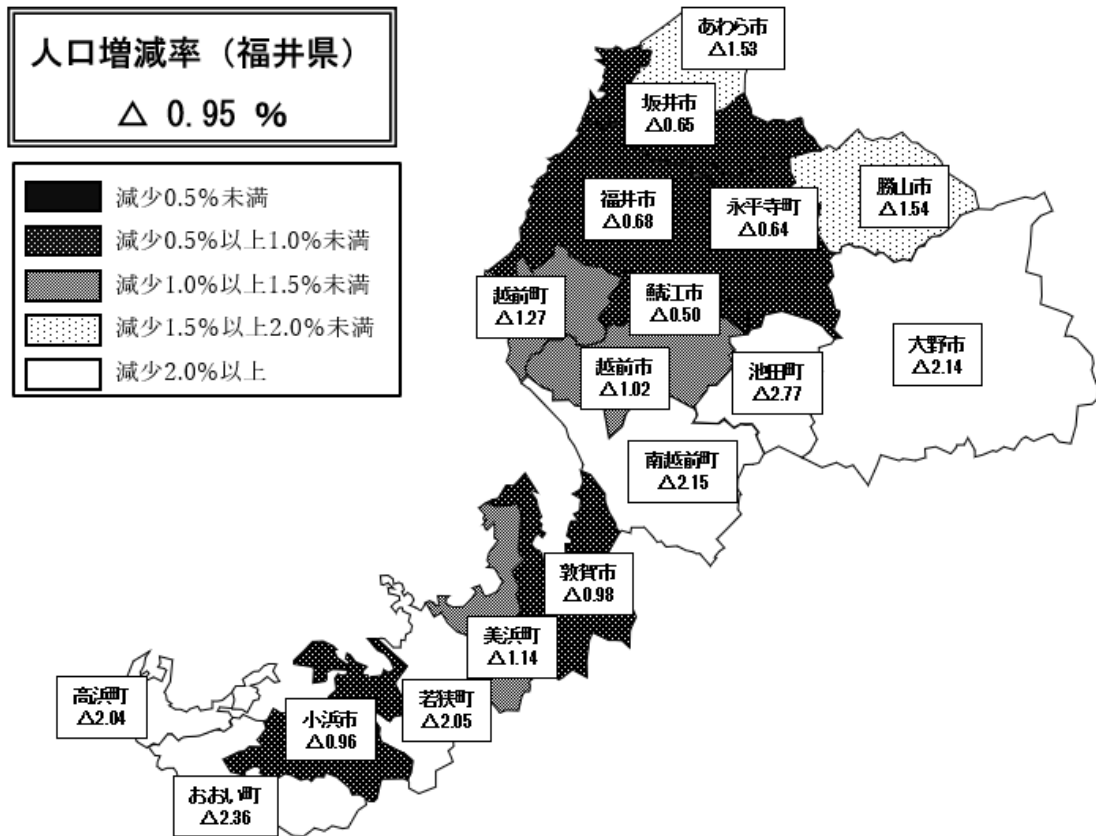 人口増減率（福井県）
△ 0.95 %
減少0.5%未満
減少0.5%以上1.0%未満
減少1.0%以上1.5%未満
減少1.5%以上2.0%未満
減少2.0%以上
あわら市
△1.53
坂井市
△0.65
福井市
△0.68
永平寺町
△0.64
勝山市
△1.54
越前町
△1.27
鯖江市
△0.50
越前市
△1.02
池田町
△2.77
大野市
△2.14
南越前町
△2.15
敦賀市
△0.98
美浜町
△1.14
若狭町
△2.05
小浜市
△0.96
高浜町
△2.04
おおい町
△2.36